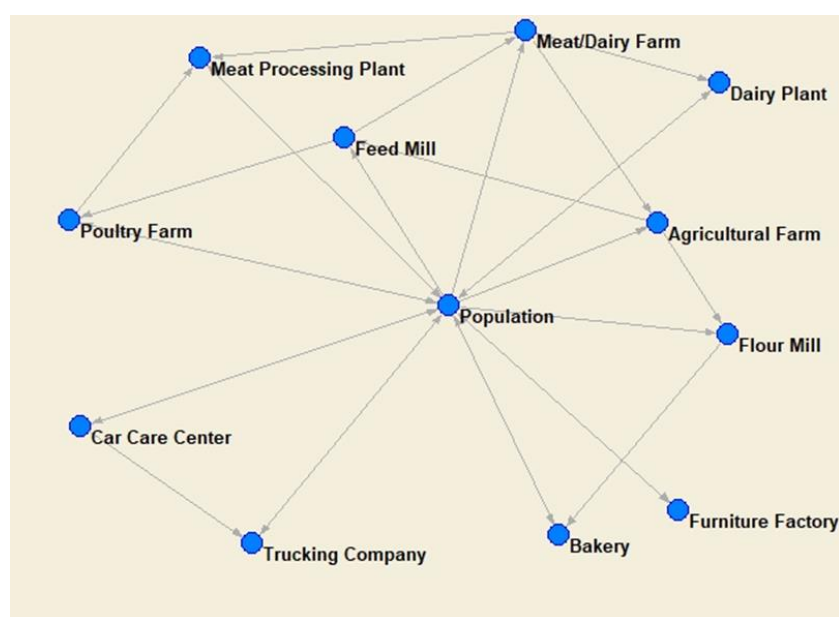 Meat/Dairy Farm
Meat Processing Plant
Dairy Plant
Feed Mill
Poultry Farm
Agricultural Farm
Population
Flour Mill
Car Care Center
Furniture Factory
Bakery
Trucking Company